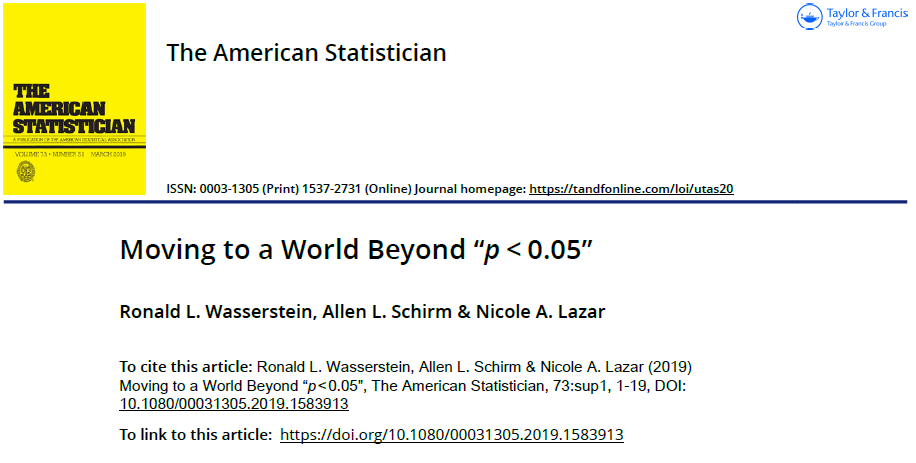 Taylor & Francis
Taylor & Francis Group
The American Statistician
THE
AMERICAN
STATISTICIAN
A PUBLICATION OF THE AMERICAN STATISTICAL ASSOCIATION
VOLUME 73 • NUMBER S1 MARCH 2019
ISSN: 0003-1305 (Print) 1537-2731 (Online) Journal homepage: https://tandfonline.com/loi/utas20
Moving to a World Beyond “p < 0.05”
Ronald L. Wasserstein, Allen L. Schirm & Nicole A. Lazar
To cite this article: Ronald L. Wasserstein, Allen L. Schirm & Nicole A. Lazar (2019)
Moving to a World Beyond “p<0.05”, The American Statistician, 73:sup1, 1-19, DOI:
10.1080/00031305.2019.1583913
To link to this article: https://doi.org/10.1080/00031305.2019.1583913